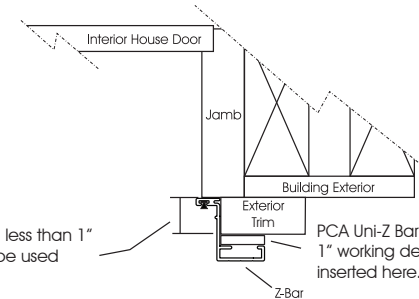 Interior House Door
Jamb
Building Exterior
Exterior
Trim
less than 1”
be used
PCA Uni-Z Bar
1” working de
inserted here.
Z-Bar